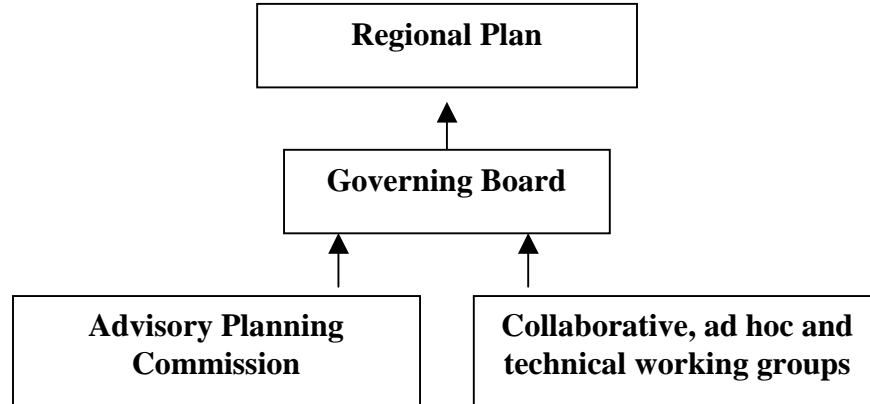 Regional Plan
Governing Board
Advisory Planning
Commission
Collaborative, ad hoc and
technical working groups